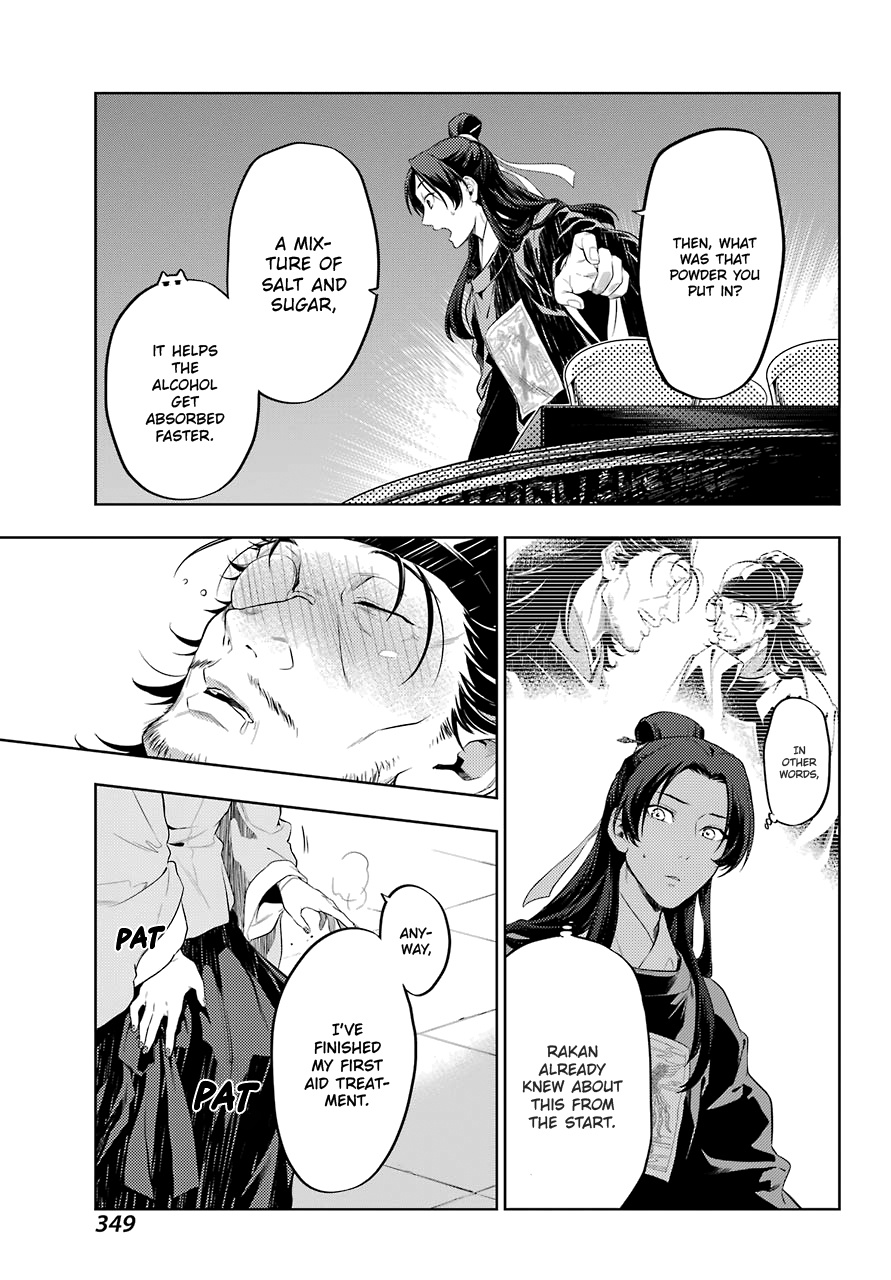 THEN, WHAT
WAS THAT
POWDER YOU
PUT IN?
A MIX-
TURE OF
SALT AND
SUGAR,
IT HELPS
THE
ALCOHOL
GET
ABSORBED
FASTER.
IN
OTHER
WORDS,
RAKAN
ALREADY
KNEW ABOUT
THIS FROM
THE START.
ANY-
WAY,
I'VE
FINISHED
MY FIRST
AID TREAT-
MENT.
PAT
PAT
349